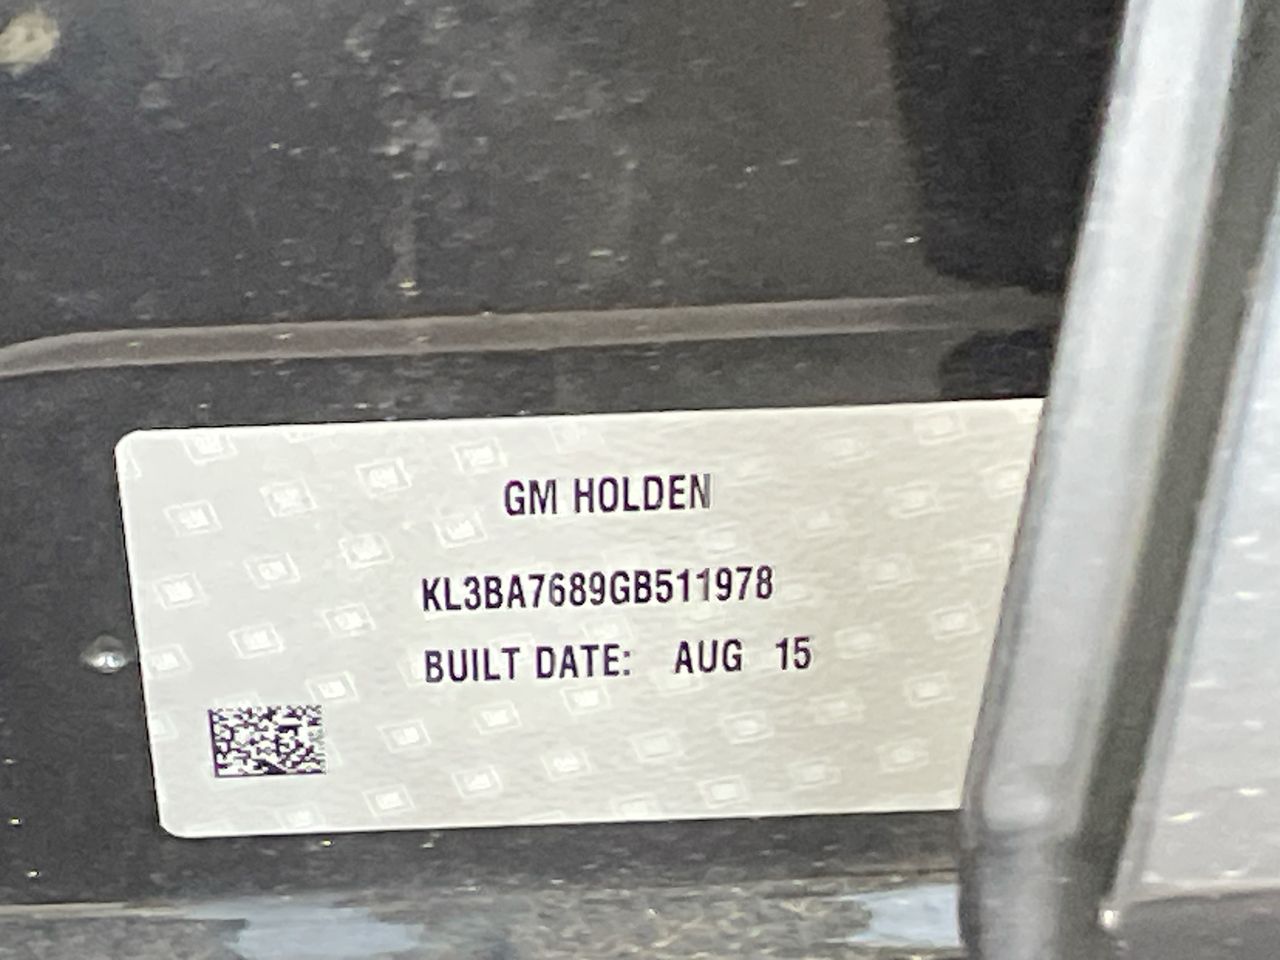 GM HOLDEN
KL3BA7689GB511978
BUILT DATE: AUG 15